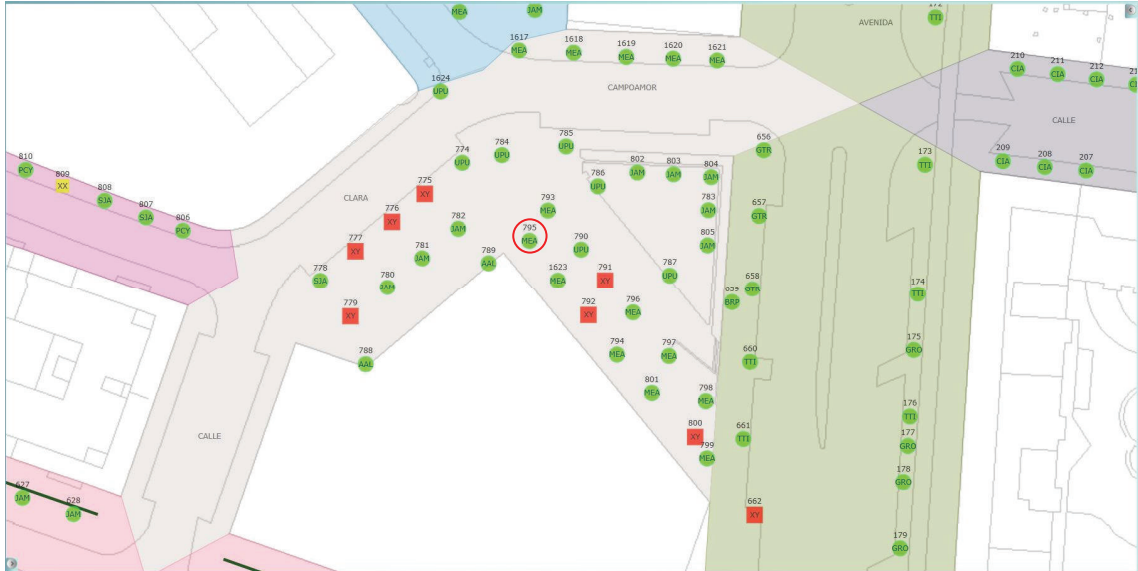 MEA
JAM
172
TTI
AVENIDA
1617
MEA
1618
MEA
1619
MEA
1620
MEA
1621
MEA
210
CIA
211
CIA
212
CIA
1624
UPU
CAMPOAMOR
CALLE
656
GTR
173
TTI
209
CIA
208
CIA
207
CIA
774
UPU
784
UPU
785
UPU
786
UPU
802
JAM
803
JAM
804
JAM
810
PCY
809
XX
808
SJA
807
SJA
806
PCY
775
XY
776
XY
777
XY
CLARA
793
MEA
783
JAM
657
GTR
782
JAM
795
MEA
790
UPU
805
JAM
781
JAM
789
AAL
778
SJA
780
JAM
1623
MEA
791
XY
787
UPU
658
GTR
659
BRP
174
TTI
779
XY
792
XY
796
MEA
788
AAL
794
MEA
797
MEA
660
TTI
175
GRO
801
MEA
798
MEA
176
TTI
CALLE
800
XY
661
TTI
799
MEA
177
GRO
178
GRO
627
JAM
628
JAM
662
XY
179
GRO